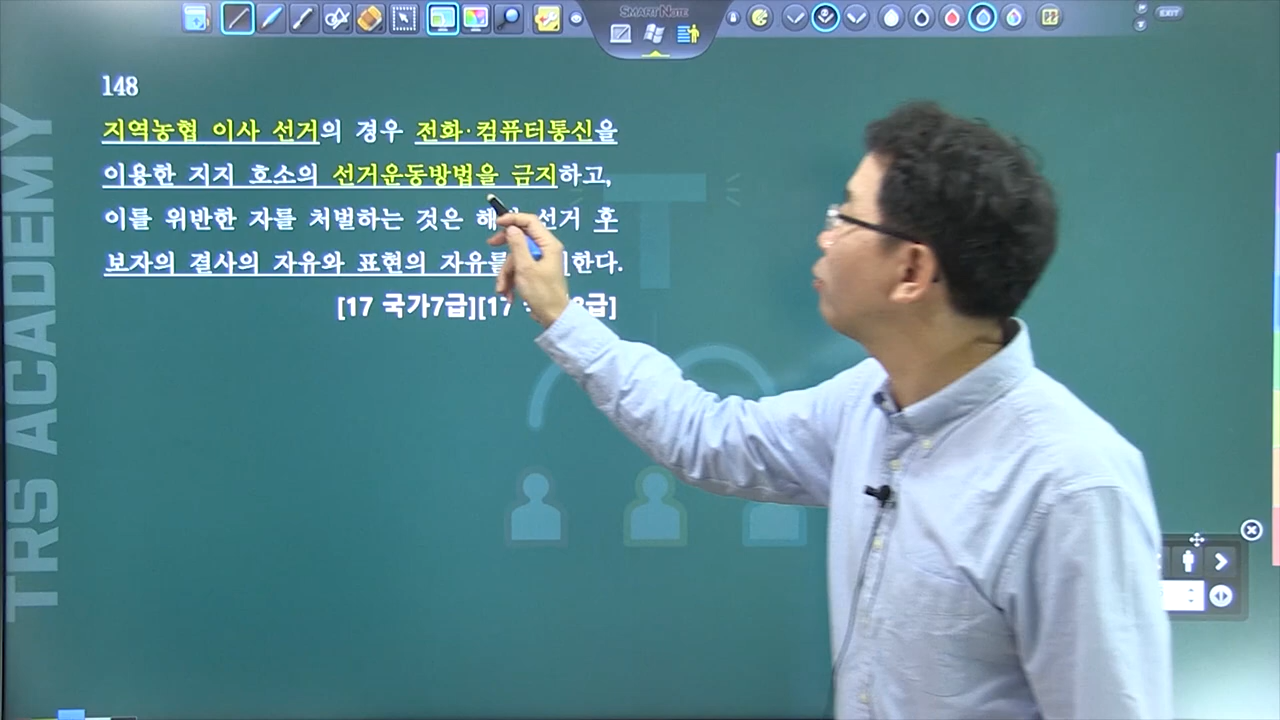 SMART NOTE
EXIT
148
지역농협 이사 선거의 경우 전화·컴퓨터통신을
이용한 지지 호소의 선거운동방법을 금지하고,
이를 위반한 자를 처벌하는 것은 선거 후
보자의 결사의 자유와 표현의 자유를 한다.
[17 국가7급][17 급]
TRS ACADEMY